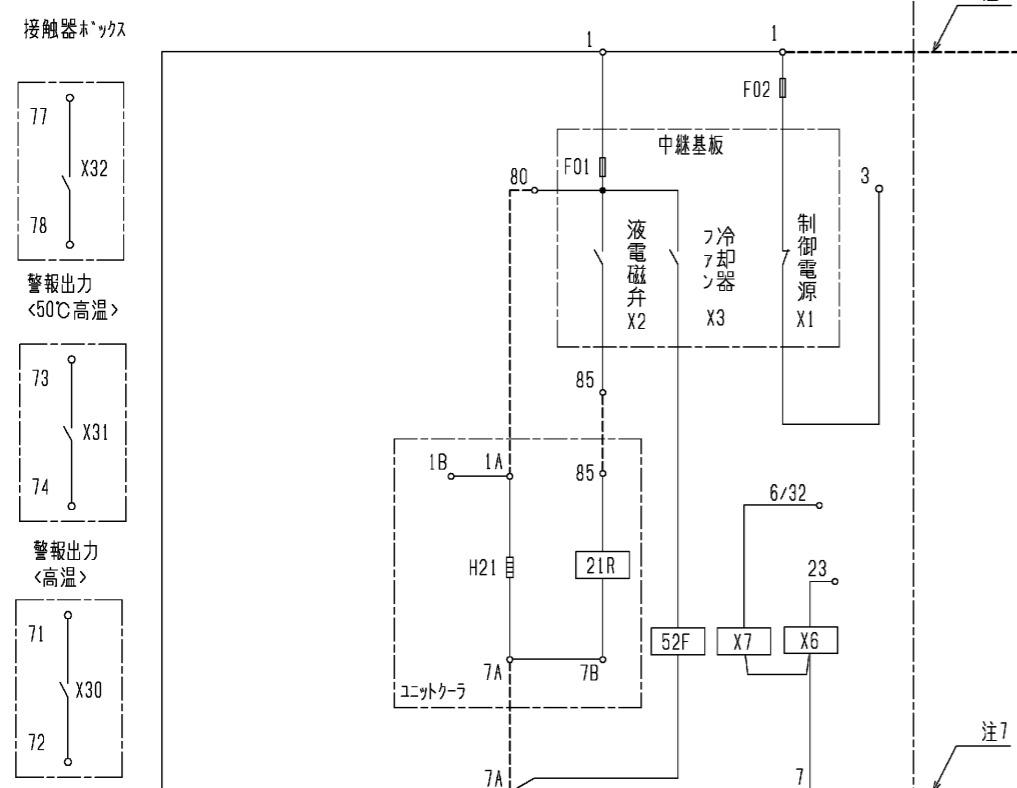 接触器ボックス
77
X32
78
警報出力
<50℃高温>
73
X31
74
警報出力
<高温>
71
X30
72
1
1
F02
中継基板
F01
80
3
液電磁弁
X2
冷却器
ファン
X3
制御電源
X1
85
1B
1A
85
6/32
H21
21R
23
52F
X7
X6
7A
7B
ユニットクーラ
7A
7
注7